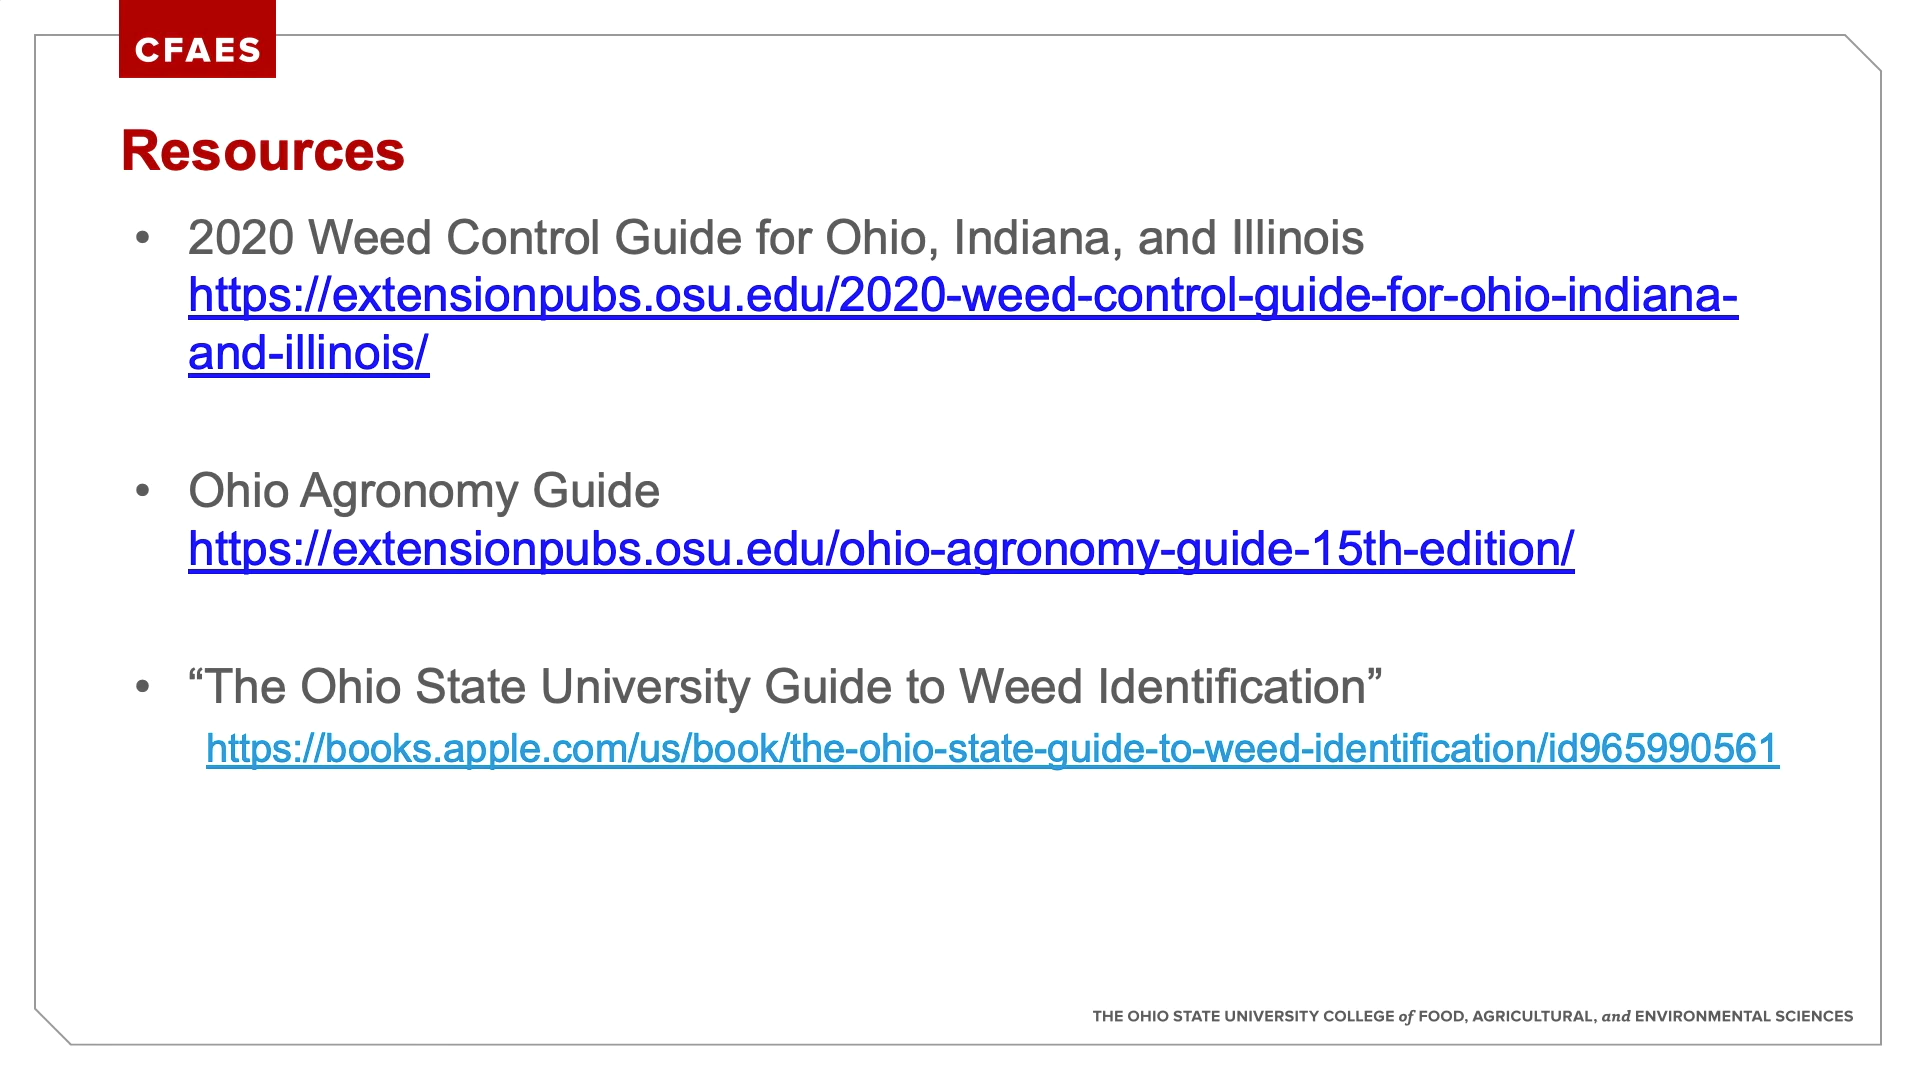 CFAES
Resources
• 2020 Weed Control Guide for Ohio, Indiana, and Illinois
https://extensionpubs.osu.edu/2020-weed-control-guide-for-ohio-indiana-
and-illinois/
• Ohio Agronomy Guide
https://extensionpubs.osu.edu/ohio-agronomy-guide-15th-edition/
• “The Ohio State University Guide to Weed Identification”
https://books.apple.com/us/book/the-ohio-state-guide-to-weed-identification/id965990561
THE OHIO STATE UNIVERSITY COLLEGE of FOOD, AGRICULTURAL, and ENVIRONMENTAL SCIENCES